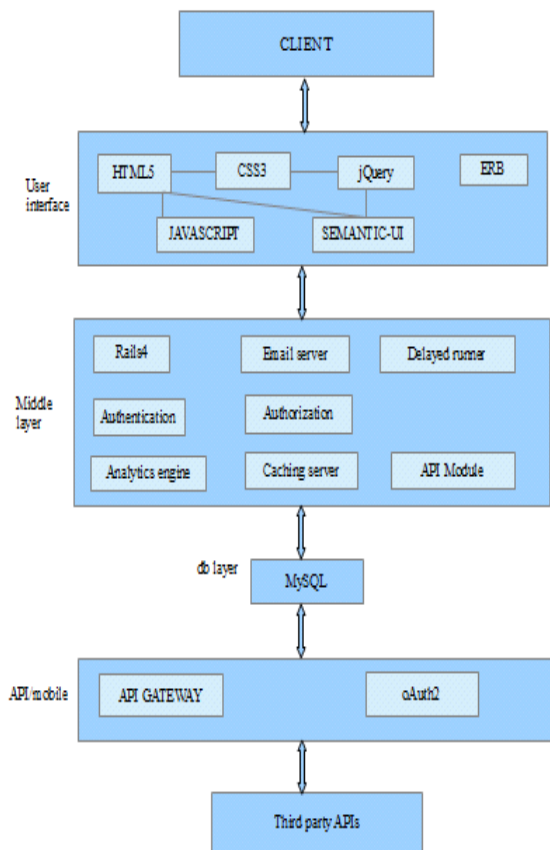 CLIENT
User
interface
HTML5
CSS3
jQuery
ERB
JAVASCRIPT
SEMANTIC-UI
Middle
layer
Rails4
Email server
Delayed runner
Authentication
Authorization
Analytics engine
Caching server
API Module
db layer
MySQL
API/mobile
API GATEWAY
oAuth2
Third party APIs